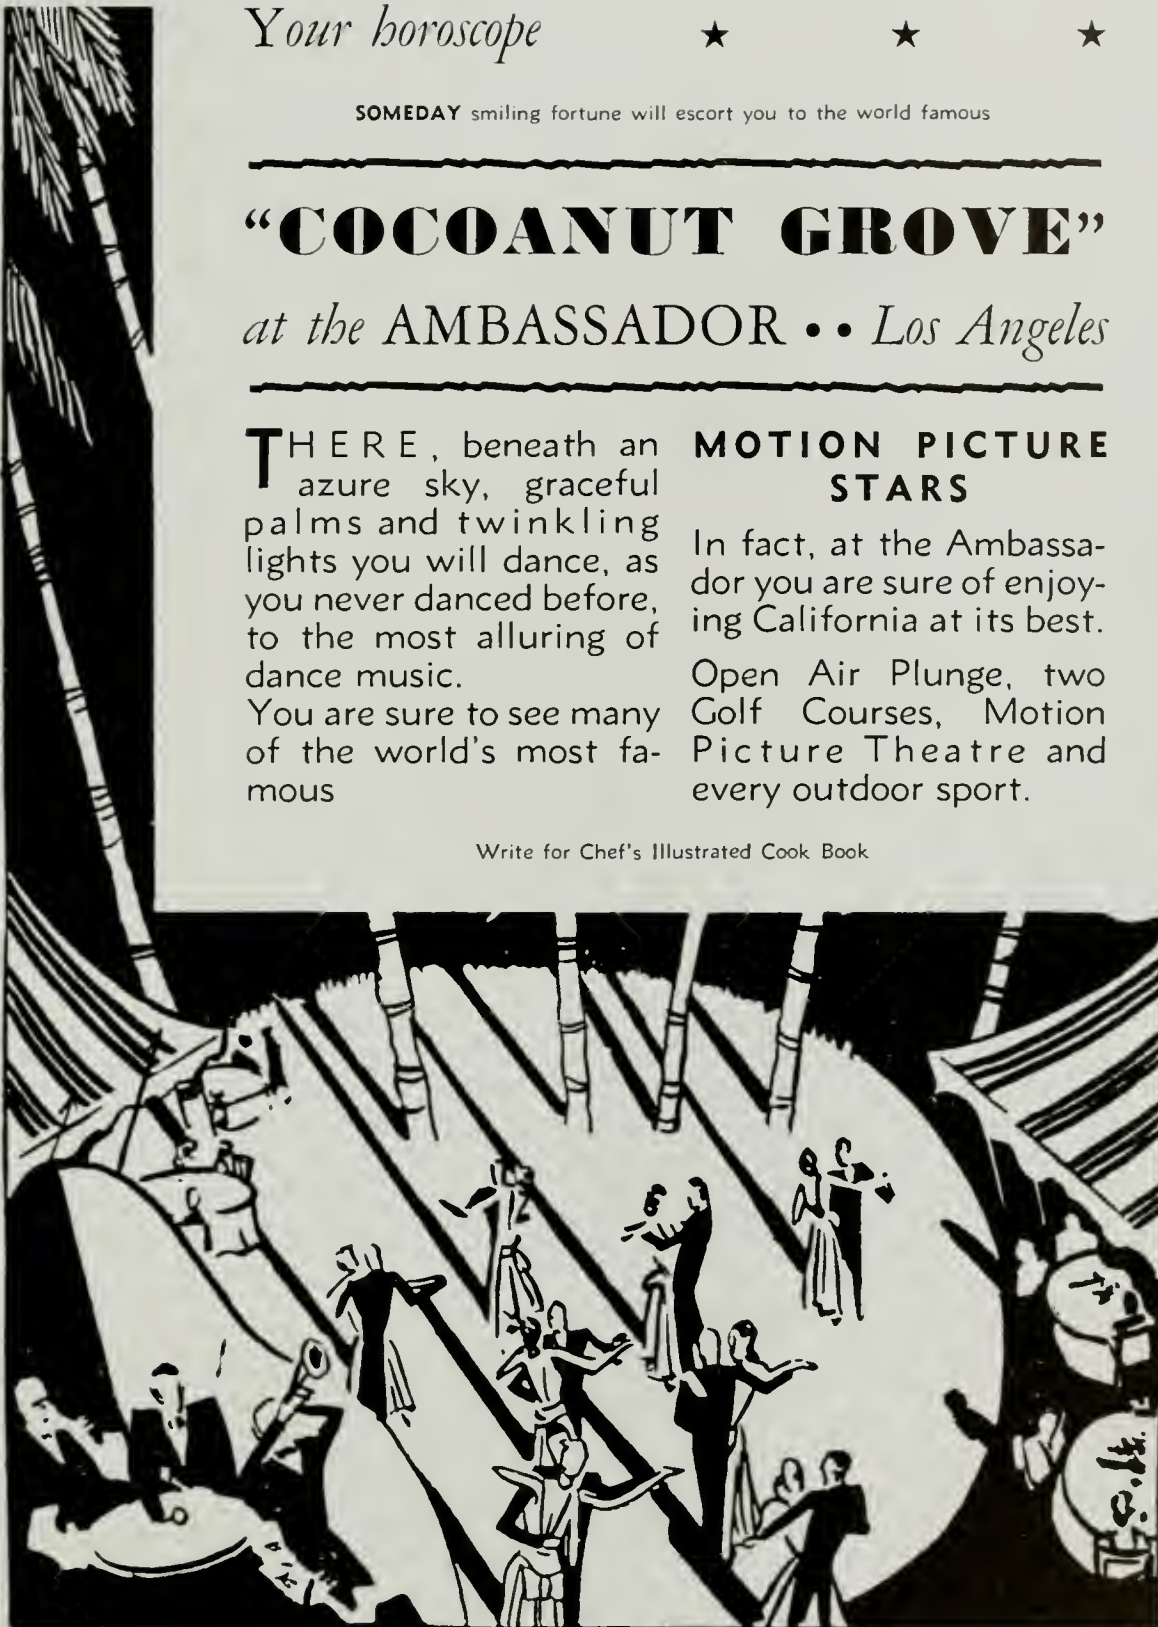 Your horoscope ★ ★ ★
SOMEDAY smiling fortune will escort you to the world famous
“COCOANUT GROVE”
at the AMBASSADOR •• Los Angeles
THERE, beneath an
azure sky, graceful
palms and twinkling
lights you will dance, as
you never danced before,
to the most alluring of
dance music.
You are sure to see many
of the world's most fa-
mous
MOTION PICTURE
STARS
In fact, at the Ambassa-
dor you are sure of enjoy-
ing California at its best.
Open Air Plunge, two
Golf Courses, Motion
Picture Theatre and
every outdoor sport.
Write for Chef's Illustrated Cook Book